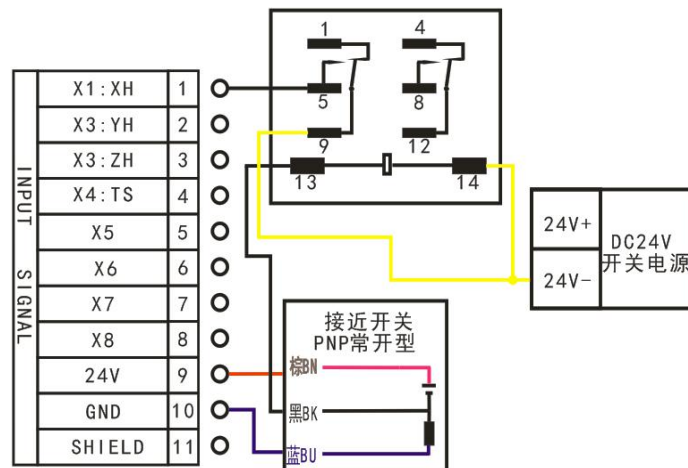 INPUT SIGNAL
X1:XH 1
X3:YH 2
X3:ZH 3
X4:TS 4
X5 5
X6 6
X7 7
X8 8
24V 9
GND 10
SHIELD 11
1 4
5 8
9 12
13 14
24V+
24V-
DC24V
开关电源
接近开关
PNP常开型
棕BN
黑BK
蓝BU